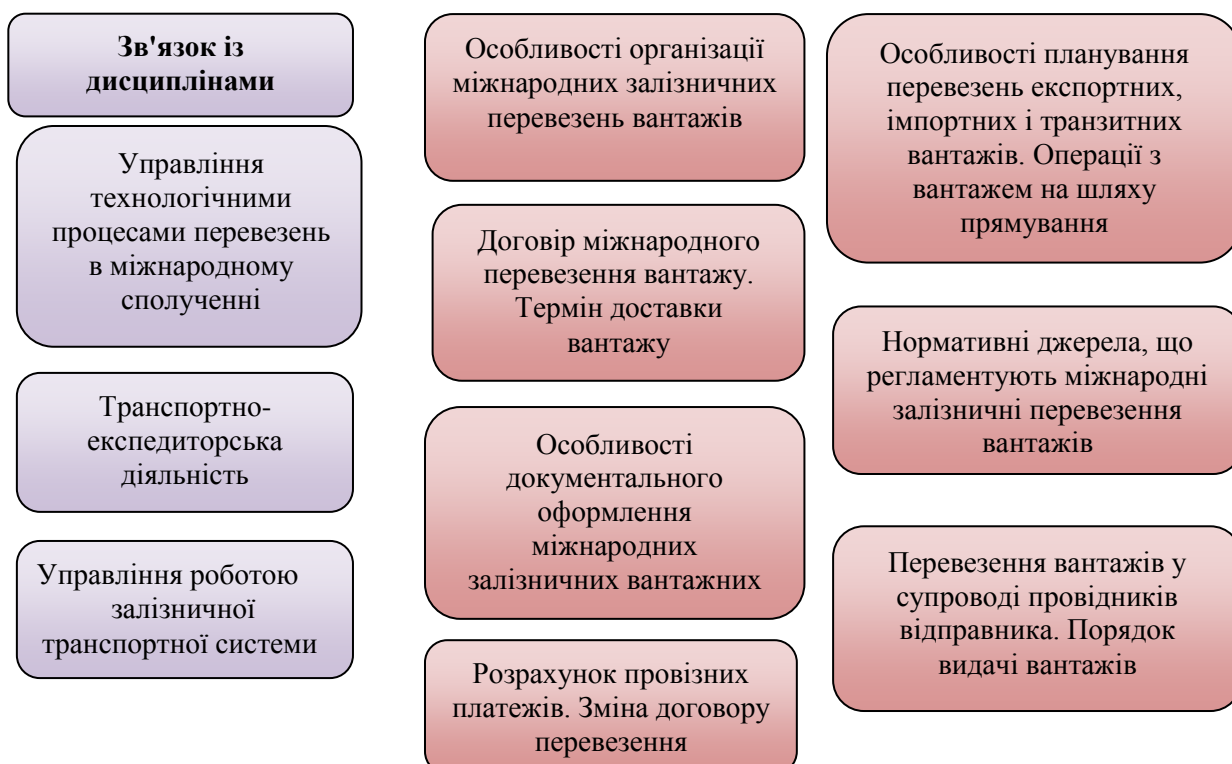 Зв'язок із
дисциплінами
Управління
технологічними
процесами перевезень
в міжнародному
сполученні
Транспортно-
експедиторська
діяльність
Управління роботою
залізничної
транспортної системи
Особливості організації
міжнародних залізничних
перевезень вантажів
Договір міжнародного
перевезення вантажу.
Термін доставки
вантажу
Особливості
документального
оформлення
міжнародних
залізничних вантажних
Розрахунок провізних
платежів. Зміна договору
перевезення
Особливості планування
перевезень експортних,
імпортних і транзитних
вантажів. Операції з
вантажем на шляху
прямування
Нормативні джерела, що
регламентують міжнародні
залізничні перевезення
вантажів
Перевезення вантажів у
супроводі провідників
відправника. Порядок
видачі вантажів